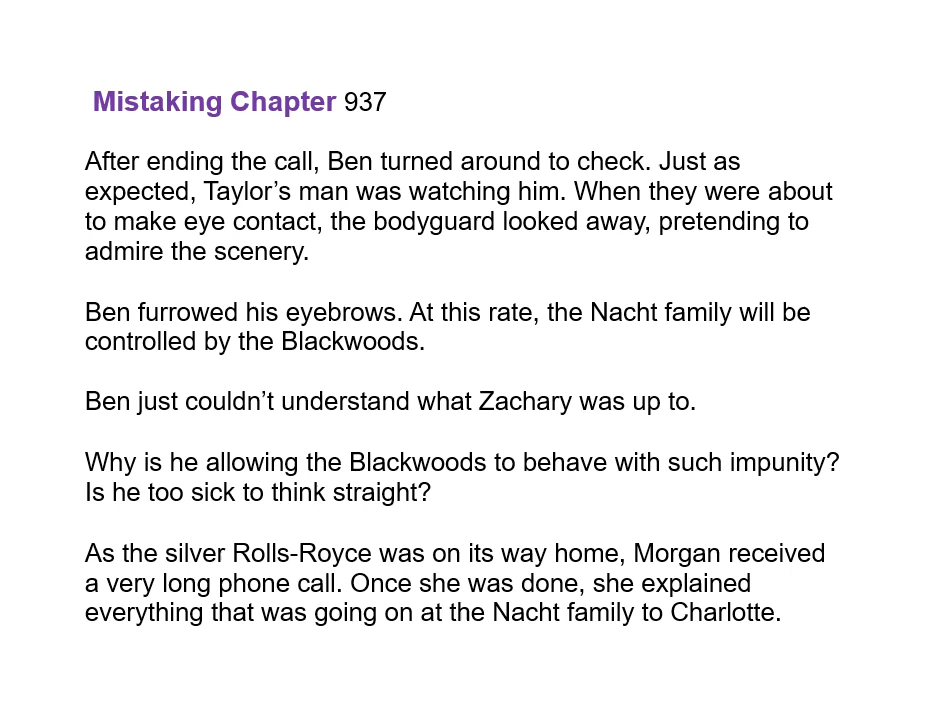 Mistaking Chapter 937
After ending the call, Ben turned around to check. Just as
expected, Taylor’s man was watching him. When they were about
to make eye contact, the bodyguard looked away, pretending to
admire the scenery.
Ben furrowed his eyebrows. At this rate, the Nacht family will be
controlled by the Blackwoods.
Ben just couldn’t understand what Zachary was up to.
Why is he allowing the Blackwoods to behave with such impunity?
Is he too sick to think straight?
As the silver Rolls-Royce was on its way home, Morgan received
a very long phone call. Once she was done, she explained
everything that was going on at the Nacht family to Charlotte.